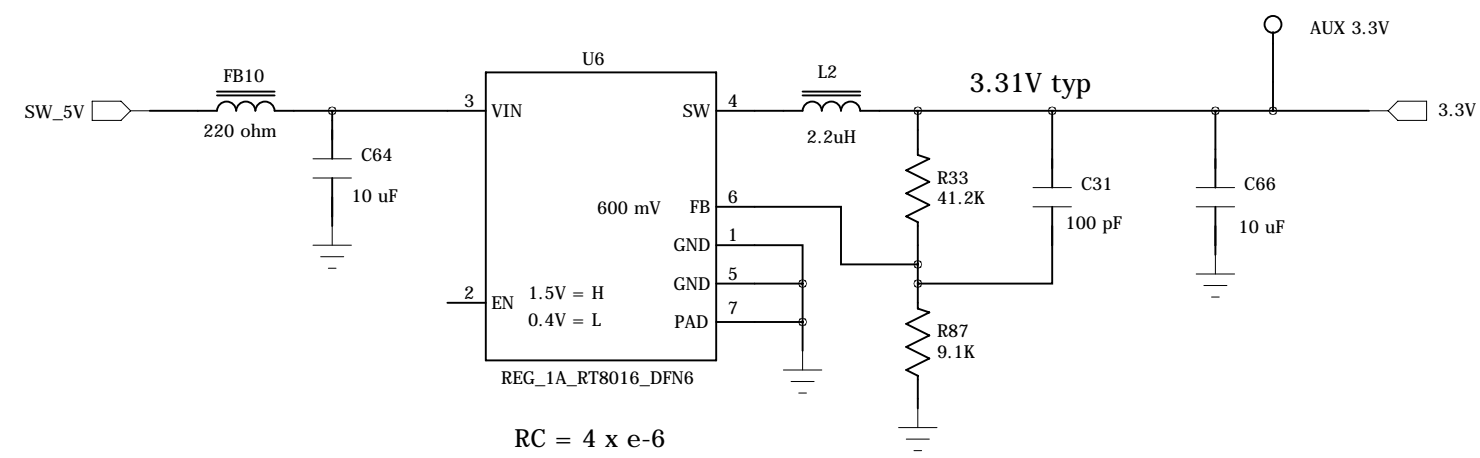 AUX 3.3V
U6
FB10
L2
3.31V typ
SW_5V
3
VIN
SW
4
3.3V
220 ohm
2.2uH
C64
10 uF
R33
41.2K
C31
100 pF
C66
10 uF
600 mV
FB
6
GND
1
GND
5
2
EN
1.5V = H
0.4V = L
PAD
7
R87
9.1K
REG_1A_RT8016_DFN6
RC = 4 x e-6